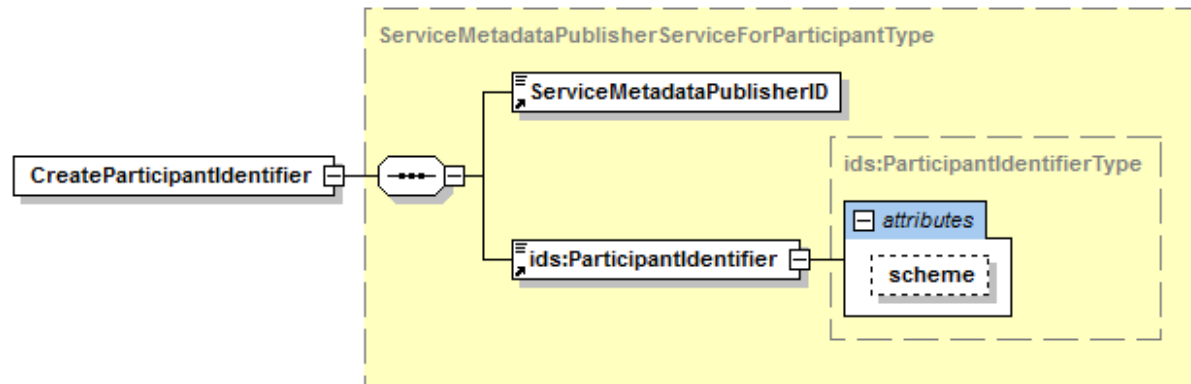 ServiceMetadataPublisherServiceForParticipantType
ServiceMetadataPublisherID
CreateParticipantIdentifier
ids:ParticipantIdentifierType
attributes
ids:ParticipantIdentifier
scheme